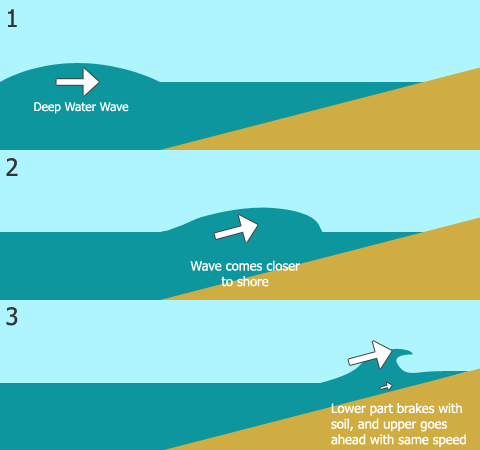 1
Deep Water Wave
2
Wave comes closer
to shore
3
Lower part brakes with
soil, and upper goes
ahead with same speed